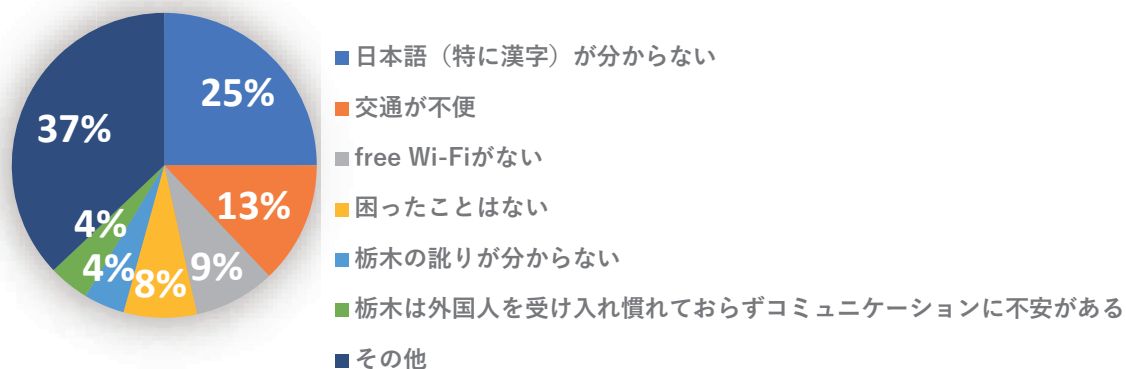 25%
13%
9%
8%
4%
4%
37%
日本語（特に漢字）が分からない
交通が不便
free Wi-Fiがない
困ったことはない
栃木の訛りが分からない
栃木は外国人を受け入れ慣れておらずコミュニケーションに不安がある
その他